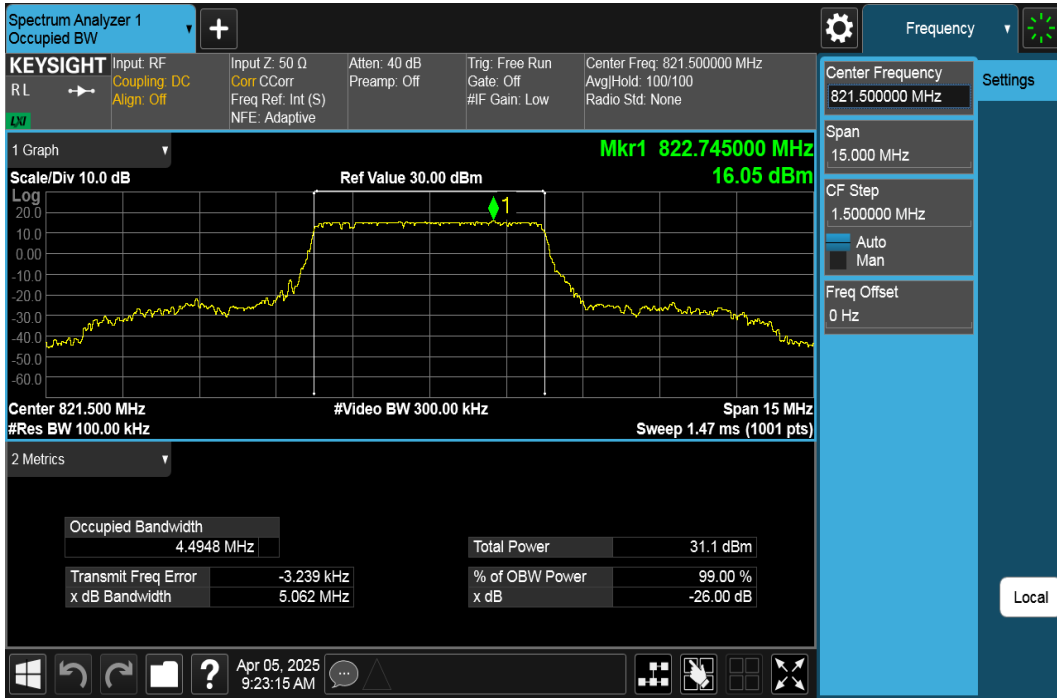 Spectrum Analyzer 1
Occupied BW
+
Frequency
KEYSIGHT
RL
LXI
Input: RF
Coupling: DC
Align: Off
Input Z: 50 Ω
Corr CCorr
Freq Ref: Int (S)
NFE: Adaptive
Atten: 40 dB
Preamp: Off
Trig: Free Run
Gate: Off
#IF Gain: Low
Center Freq: 821.500000 MHz
Avg|Hold: 100/100
Radio Std: None
Center Frequency
821.500000 MHz
Settings
Span
15.000 MHz
CF Step
1.500000 MHz
Auto
Man
Freq Offset
0 Hz
Local
1 Graph
Mkr1 822.745000 MHz
Scale/Div 10.0 dB
Ref Value 30.00 dBm
16.05 dBm
Log
1
20.0
10.0
0.00
-10.0
-20.0
-30.0
-40.0
-50.0
-60.0
Center 821.500 MHz
#Video BW 300.00 kHz
Span 15 MHz
#Res BW 100.00 kHz
Sweep 1.47 ms (1001 pts)
2 Metrics
Occupied Bandwidth
4.4948 MHz
Total Power 31.1 dBm
Transmit Freq Error -3.239 kHz
% of OBW Power 99.00 %
x dB Bandwidth 5.062 MHz
x dB -26.00 dB
?
Apr 05, 2025
9:23:15 AM